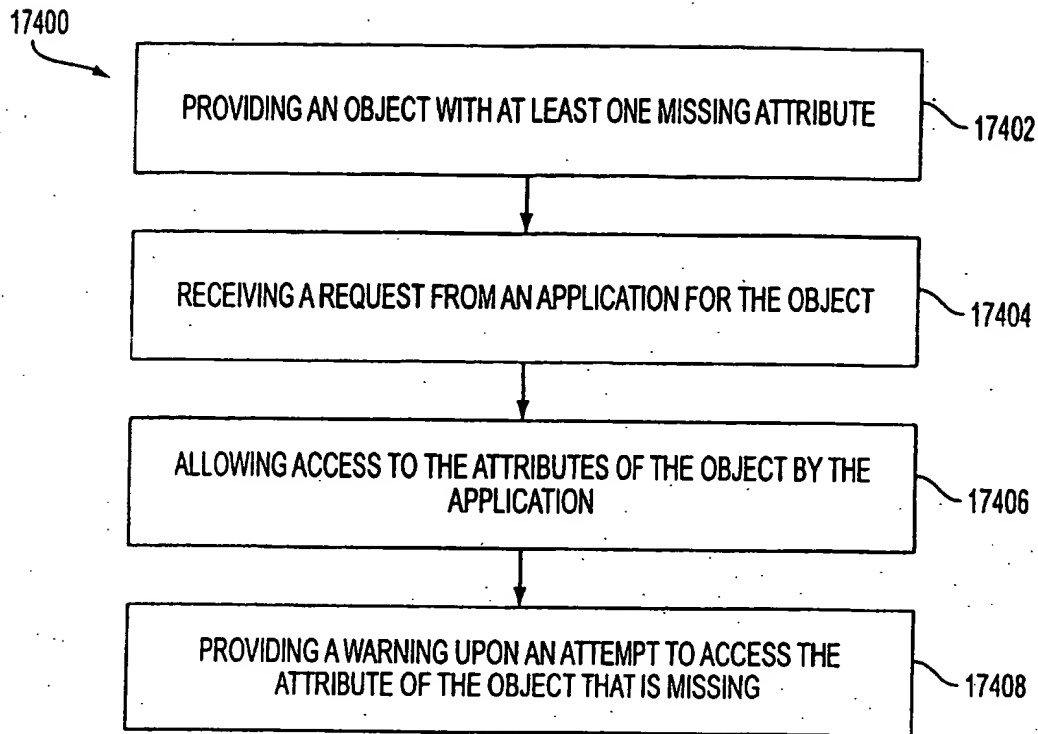 17400
PROVIDING AN OBJECT WITH AT LEAST ONE MISSING ATTRIBUTE
17402
RECEIVING A REQUEST FROM AN APPLICATION FOR THE OBJECT
17404
ALLOWING ACCESS TO THE ATTRIBUTES OF THE OBJECT BY THE
APPLICATION
17406
PROVIDING A WARNING UPON AN ATTEMPT TO ACCESS THE
ATTRIBUTE OF THE OBJECT THAT IS MISSING
17408